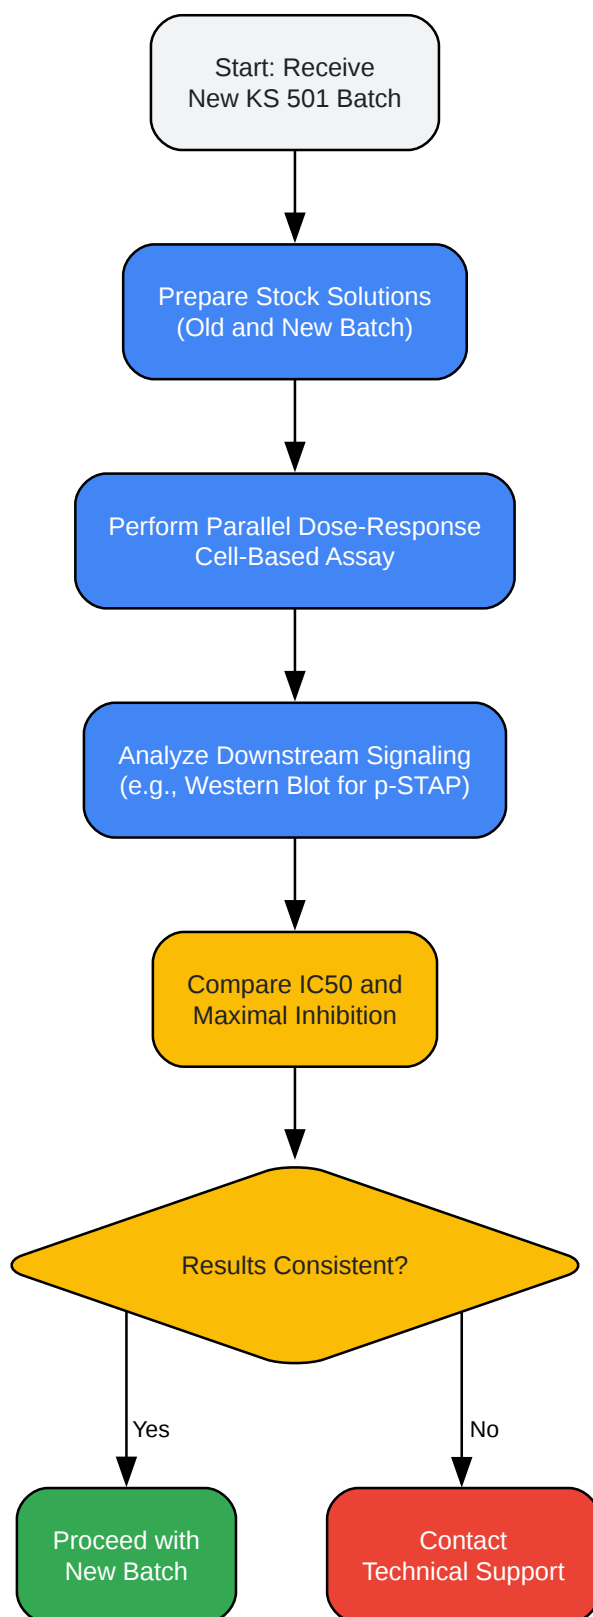 Start: Receive
New KS 501 Batch
Prepare Stock Solutions
(Old and New Batch)
Perform Parallel Dose-Response
Cell-Based Assay
Analyze Downstream Signaling
(e.g., Western Blot for p-STAP)
Compare IC50 and
Maximal Inhibition
Results Consistent?
Yes
No
Proceed with
New Batch
Contact
Technical Support